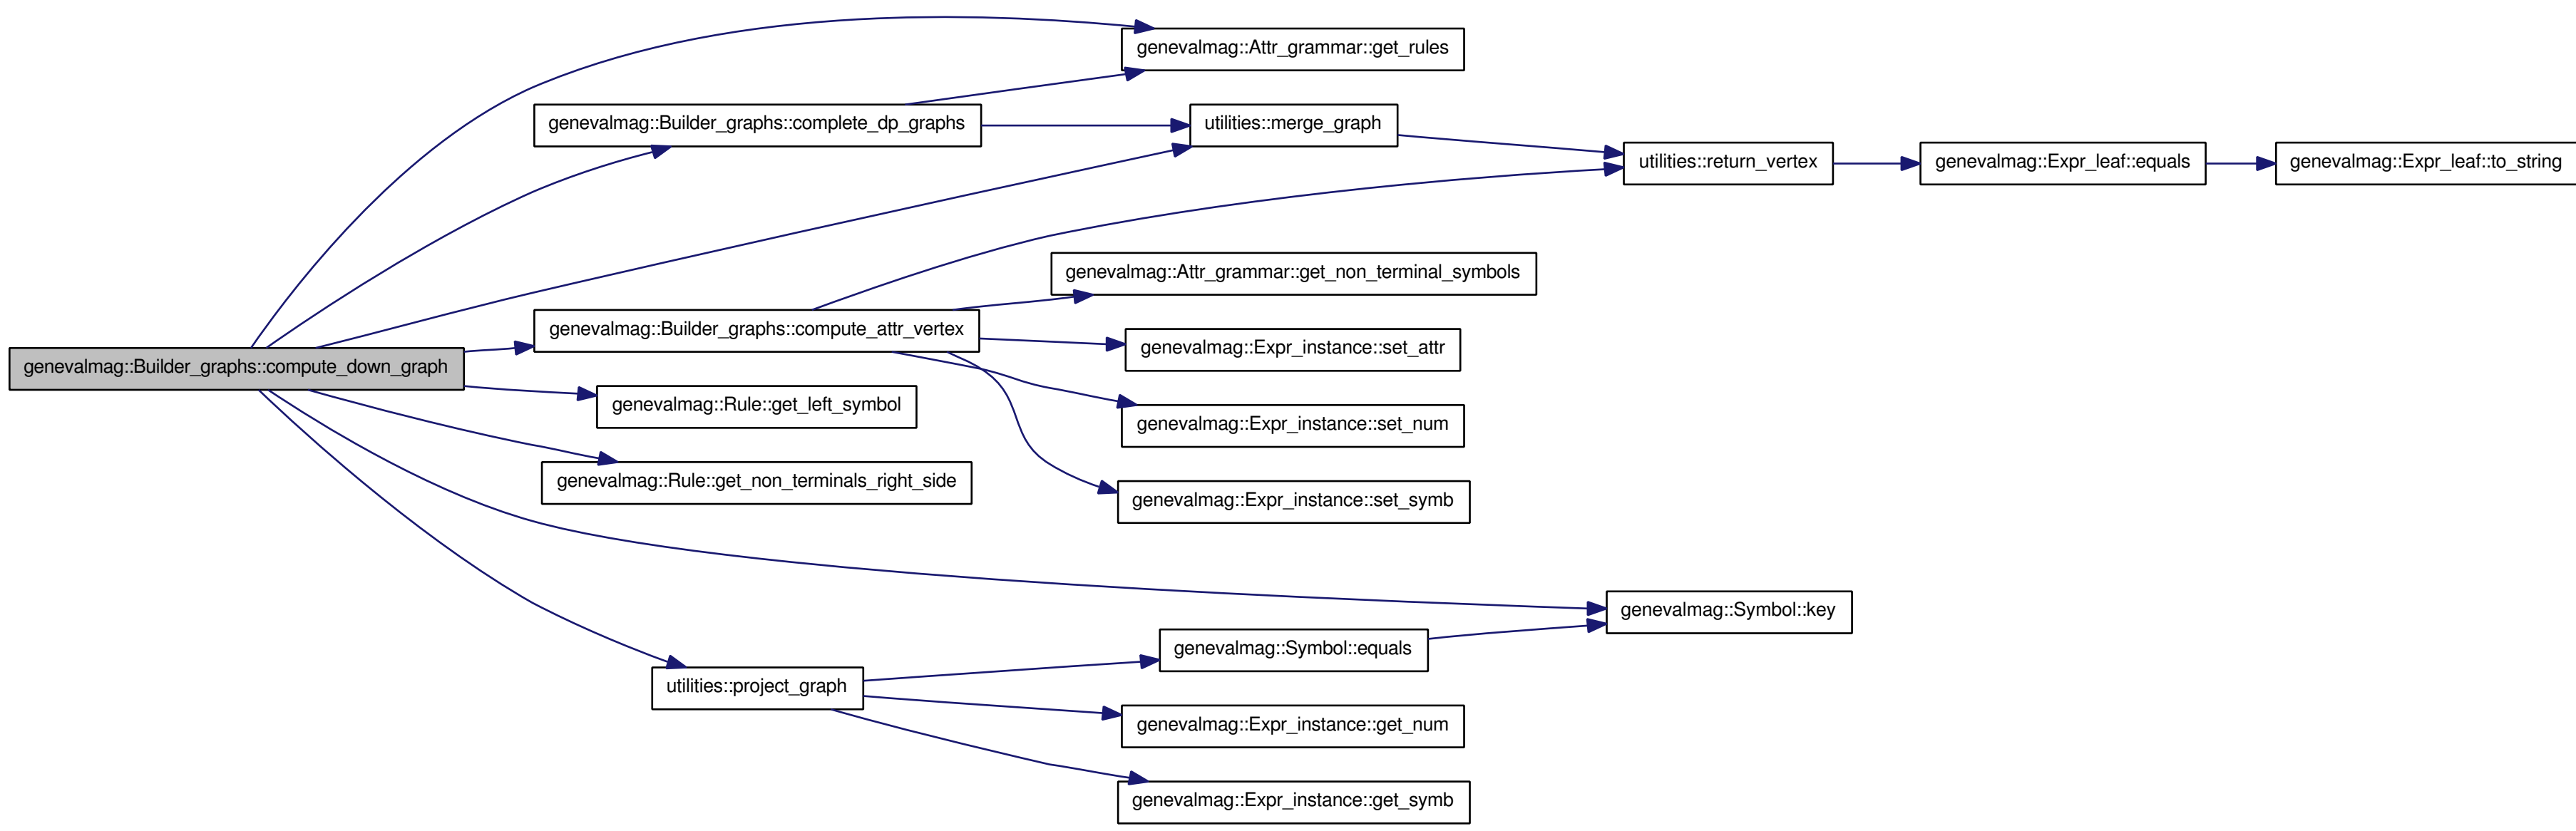 genevalmag::Attr_grammar::get_rules
genevalmag::Builder_graphs::complete_dp_graphs
utilities::merge_graph
utilities::return_vertex
genevalmag::Expr_leaf::equals
genevalmag::Expr_leaf::to_string
genevalmag::Attr_grammar::get_non_terminal_symbols
genevalmag::Builder_graphs::compute_attr_vertex
genevalmag::Expr_instance::set_attr
genevalmag::Builder_graphs::compute_down_graph
genevalmag::Rule::get_left_symbol
genevalmag::Expr_instance::set_num
genevalmag::Rule::get_non_terminals_right_side
genevalmag::Expr_instance::set_symb
genevalmag::Symbol::key
genevalmag::Symbol::equals
utilities::project_graph
genevalmag::Expr_instance::get_num
genevalmag::Expr_instance::get_symb